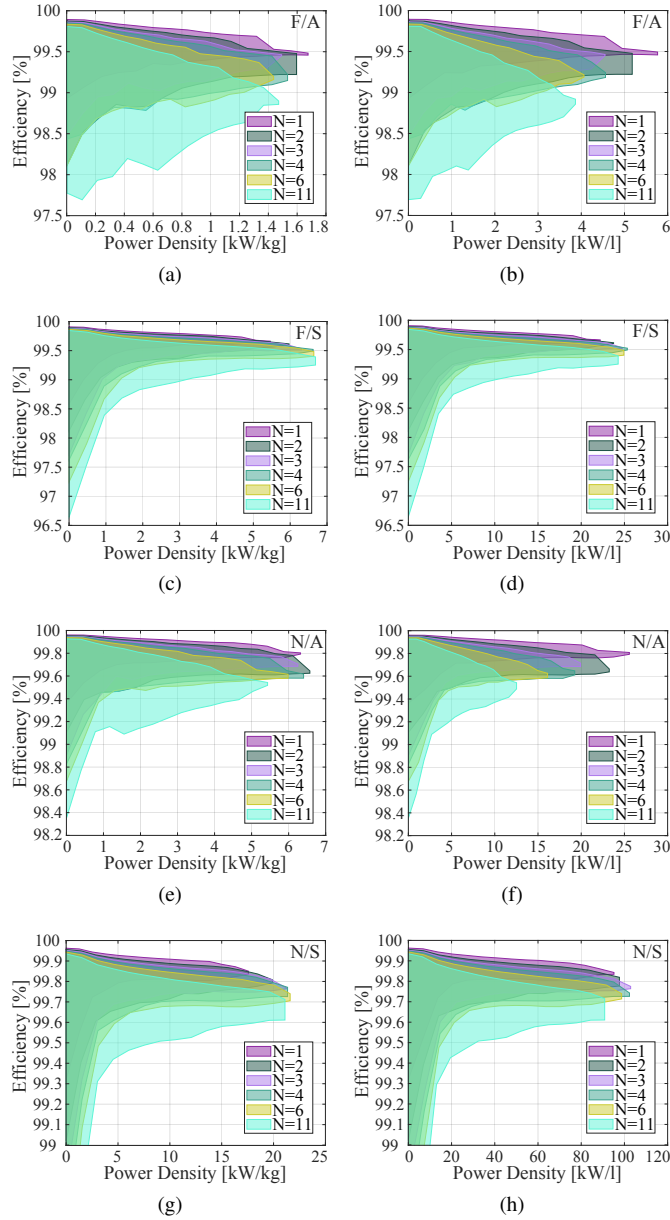 F/A
100
99.5
99
98.5
98
97.5
Efficiency [%]
N=1
N=2
N=3
N=4
N=6
N=11
0 0.2 0.4 0.6 0.8 1 1.2 1.4 1.6 1.8
Power Density [kW/kg]
(a)
F/A
100
99.5
99
98.5
98
97.5
Efficiency [%]
N=1
N=2
N=3
N=4
N=6
N=11
0 1 2 3 4 5 6
Power Density [kW/l]
(b)
F/S
100
99.5
99
98.5
98
97.5
97
96.5
Efficiency [%]
N=1
N=2
N=3
N=4
N=6
N=11
0 1 2 3 4 5 6 7
Power Density [kW/kg]
(c)
F/S
100
99.5
99
98.5
98
97.5
97
96.5
Efficiency [%]
N=1
N=2
N=3
N=4
N=6
N=11
0 5 10 15 20 25 30
Power Density [kW/l]
(d)
N/A
100
99.8
99.6
99.4
99.2
99
98.8
98.6
98.4
98.2
Efficiency [%]
N=1
N=2
N=3
N=4
N=6
N=11
0 1 2 3 4 5 6 7
Power Density [kW/kg]
(e)
N/A
100
99.8
99.6
99.4
99.2
99
98.8
98.6
98.4
98.2
Efficiency [%]
N=1
N=2
N=3
N=4
N=6
N=11
0 5 10 15 20 25 30
Power Density [kW/l]
(f)
N/S
100
99.9
99.8
99.7
99.6
99.5
99.4
99.3
99.2
99.1
99
Efficiency [%]
N=1
N=2
N=3
N=4
N=6
N=11
0 5 10 15 20 25
Power Density [kW/kg]
(g)
N/S
100
99.9
99.8
99.7
99.6
99.5
99.4
99.3
99.2
99.1
99
Efficiency [%]
N=1
N=2
N=3
N=4
N=6
N=11
0 20 40 60 80 100 120
Power Density [kW/l]
(h)